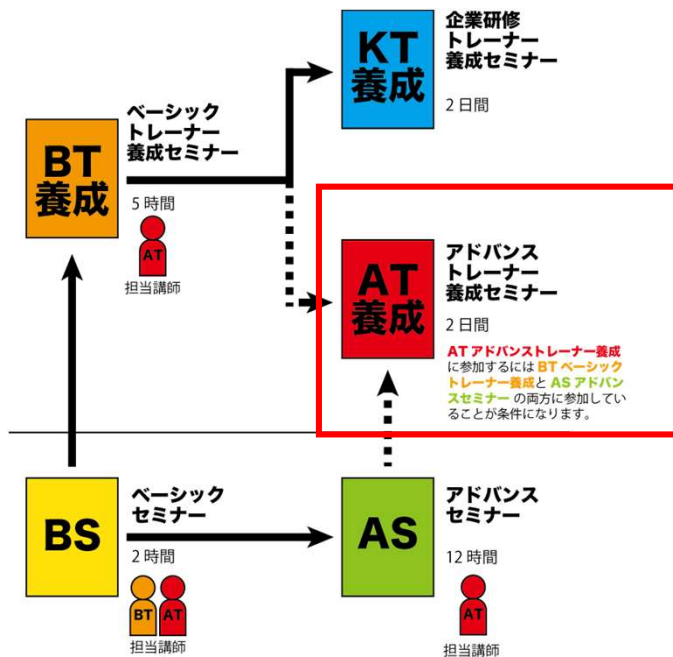 KT
養成
企業研修
トレーナー
養成セミナー
2日間
BT
養成
ベーシック
トレーナー
養成セミナー
5時間
AT
担当講師
AT
養成
アドバンス
トレーナー
養成セミナー
2日間
AT アドバンストレーナー養成
に参加するには BT ベーシック
トレーナー養成と AS アドバン
スセミナー の両方に参加してい
ることが条件になります。
BS
ベーシック
セミナー
2時間
BT AT
担当講師
AS
アドバンス
セミナー
12時間
AT
担当講師